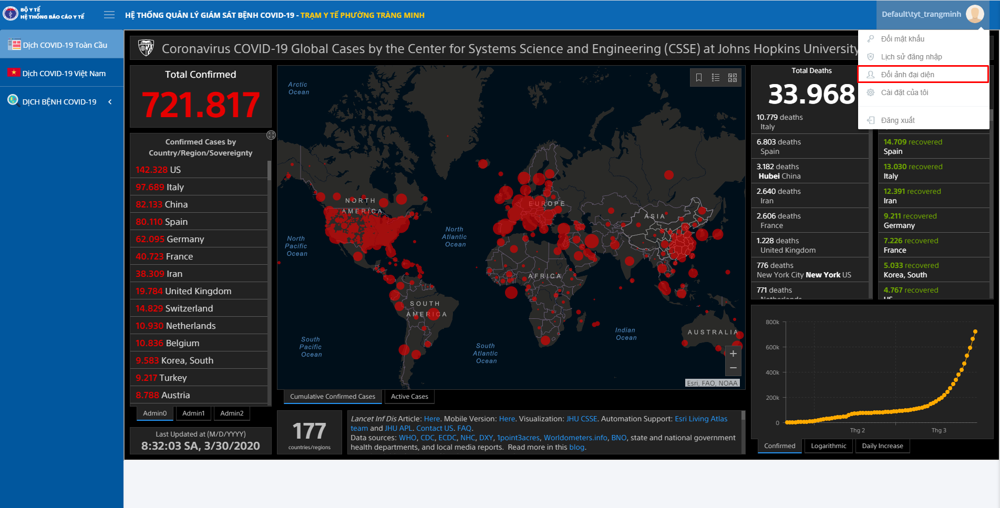 BỘ Y TẾ
HỆ THỐNG BÁO CÁO Y TẾ
HỆ THỐNG QUẢN LÝ GIÁM SÁT BỆNH COVID-19 - TRẠM Y TẾ PHƯỜNG TRÀNG MINH
Default\tyt_trangminh
Đổi mật khẩu
Lịch sử đăng nhập
Đổi ảnh đại diện
Cài đặt của tôi
Đăng xuất
Dịch COVID-19 Toàn Cầu
Dịch COVID-19 Việt Nam
DỊCH BỆNH COVID-19
Coronavirus COVID-19 Global Cases by the Center for Systems Science and Engineering (CSSE) at Johns Hopkins University
Total Confirmed
721.817
Confirmed Cases by
Country/Region/Sovereignty
142.328 US
97.689 Italy
82.133 China
80.110 Spain
62.095 Germany
40.723 France
38.309 Iran
19.784 United Kingdom
14.829 Switzerland
10.930 Netherlands
10.836 Belgium
9.583 Korea, South
9.217 Turkey
8.788 Austria
Admin0
Admin1
Admin2
Last Updated at (M/D/YYYY)
8:32:03 SA, 3/30/2020
Arctic
Ocean
NORTH
AMERICA
EUROPE
ASIA
North
Atlantic
Ocean
North
Pacific
Ocean
AFRICA
SOUTH
AMERICA
Indian
Ocean
AUSTRALIA
South
Pacific
Ocean
South
Atlantic
Ocean
+
−
Esri, FAO, NOAA
Cumulative Confirmed Cases
Active Cases
177
countries/regions
Lancet Inf Dis Article: Here. Mobile Version: Here. Visualization: JHU CSSE. Automation Support: Esri Living Atlas
team and JHU APL. Contact US. FAQ.
Data sources: WHO, CDC, ECDC, NHC, DXY, 1point3acres, Worldometers.info, BNO, state and national government
health departments, and local media reports. Read more in this blog.
Total Deaths
33.968
10.779 deaths
Italy
6.803 deaths
Spain
3.182 deaths
Hubei China
2.640 deaths
Iran
2.606 deaths
France
1.228 deaths
United Kingdom
776 deaths
New York City New York US
771 deaths
Netherlands
14.709 recovered
Spain
13.030 recovered
Italy
12.391 recovered
Iran
9.211 recovered
Germany
7.226 recovered
France
5.033 recovered
Korea, South
4.767 recovered
US
800k
600k
400k
200k
0
Thg 2
Thg 3
Confirmed
Logarithmic
Daily Increase